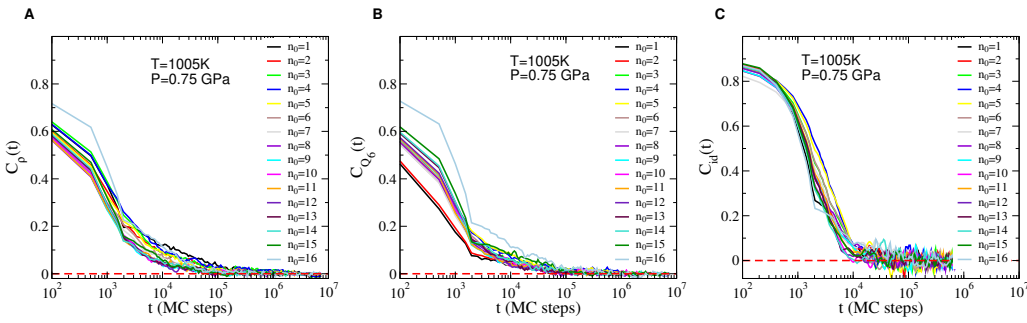 A
T=1005K
P=0.75 GPa
n0=1
n0=2
n0=3
n0=4
n0=5
n0=6
n0=7
n0=8
n0=9
n0=10
n0=11
n0=12
n0=13
n0=14
n0=15
n0=16
0.8
0.6
0.4
0.2
0
Cρ(t)
10^2 10^3 10^4 10^5 10^6 10^7
t (MC steps)
B
T=1005K
P=0.75 GPa
n0=1
n0=2
n0=3
n0=4
n0=5
n0=6
n0=7
n0=8
n0=9
n0=10
n0=11
n0=12
n0=13
n0=14
n0=15
n0=16
0.8
0.6
0.4
0.2
0
CQ6(t)
10^2 10^3 10^4 10^5 10^6 10^7
t (MC steps)
C
T=1005K
P=0.75 GPa
n0=1
n0=2
n0=3
n0=4
n0=5
n0=6
n0=7
n0=8
n0=9
n0=10
n0=11
n0=12
n0=13
n0=14
n0=15
n0=16
0.8
0.6
0.4
0.2
0
Cid(t)
10^2 10^3 10^4 10^5 10^6 10^7
t (MC steps)